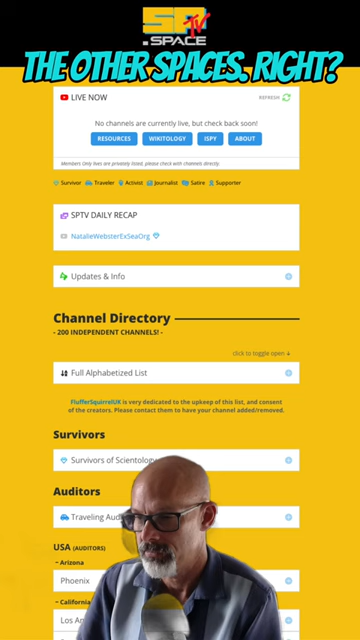 SPTV
.SPACE
THE OTHER SPACES. RIGHT?
LIVE NOW
REFRESH
No channels are currently live, but check back soon!
RESOURCES WIKITOLOGY ISPY ABOUT
Members Only lives are privately listed, please check with channels directly.
Survivor Traveler Activist Journalist Satire Supporter
SPTV DAILY RECAP
NatalieWebsterExSeaOrg
Updates & Info
Channel Directory
- 200 INDEPENDENT CHANNELS! -
click to toggle open ↓
Full Alphabetized List
FlufferSquirrelUK is very dedicated to the upkeep of this list, and consent
of the creators. Please contact them to have your channel added/removed.
Survivors
Survivors of Scientology
Auditors
Traveling Aud
USA (AUDITORS)
~ Arizona
Phoenix
~ California
Los An